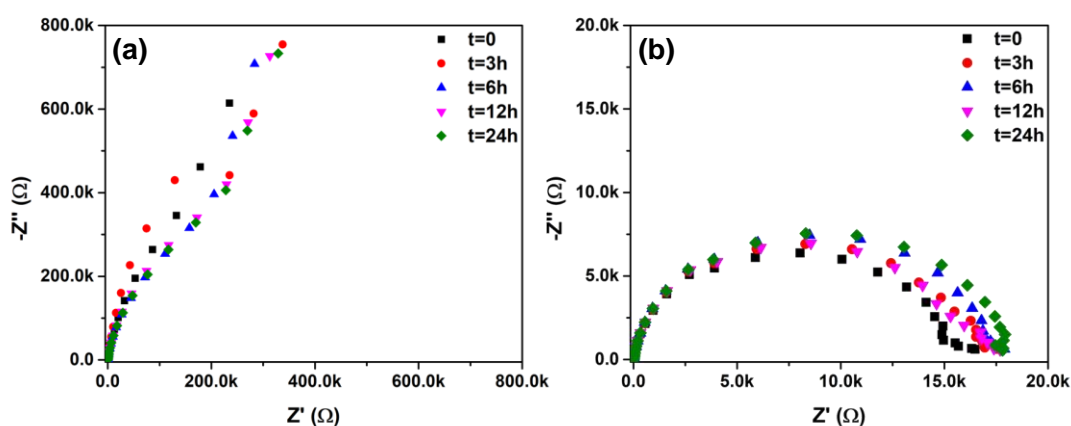 (a)
800.0k
600.0k
400.0k
200.0k
0.0
-Z'' (Ω)
0.0 200.0k 400.0k 600.0k 800.0k
Z' (Ω)
t=0
t=3h
t=6h
t=12h
t=24h
(b)
20.0k
15.0k
10.0k
5.0k
0.0
-Z'' (Ω)
0.0 5.0k 10.0k 15.0k 20.0k
Z' (Ω)
t=0
t=3h
t=6h
t=12h
t=24h